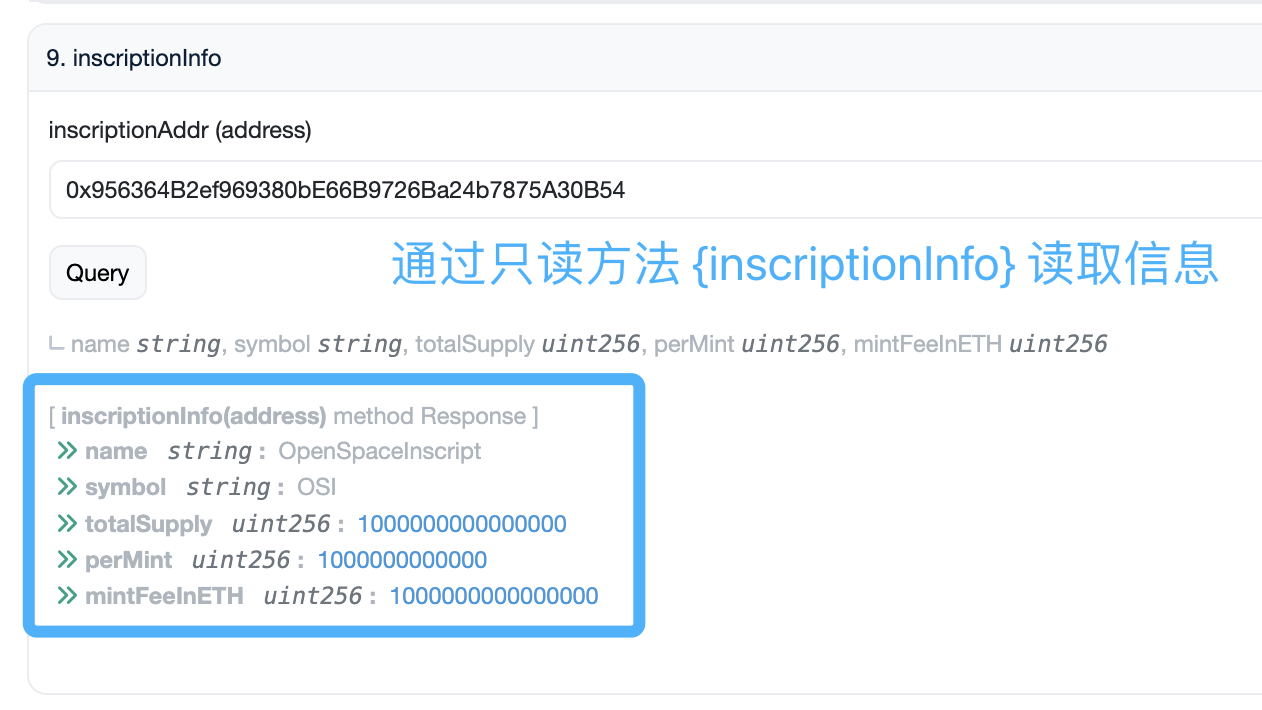 9. inscriptionInfo
inscriptionAddr (address)
0x956364B2ef969380bE66B9726Ba24b7875A30B54
Query
通过只读方法 {inscriptionInfo} 读取信息
name string, symbol string, totalSupply uint256, perMint uint256, mintFeeInETH uint256
[ inscriptionInfo(address) method Response ]
name string : OpenSpaceInscript
symbol string : OSI
totalSupply uint256 : 1000000000000000
perMint uint256 : 1000000000000
mintFeeInETH uint256 : 1000000000000000